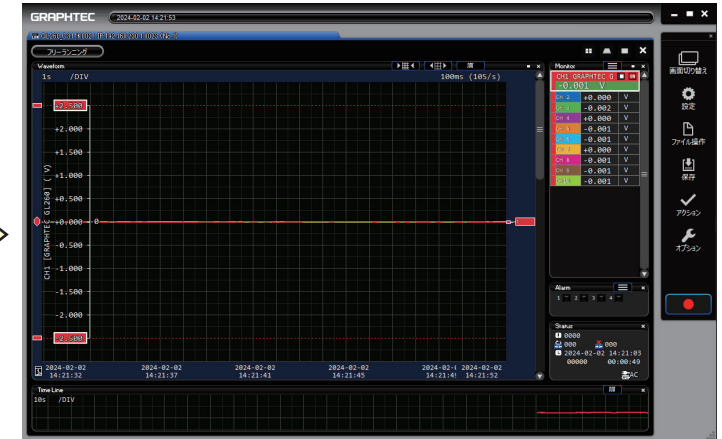 GRAPHTEC 2024-02-02 14:21:53
フリーランニング
Waveform
1s /DIV
100ms (10S/s)
+2.500
+2.000
+1.500
+1.000
+0.500
+0.000 0
-0.500
-1.000
-1.500
-2.000
-2.500
CH1 [GRAPHTEC GL260] ( V)
2024-02-02 2024-02-02 2024-02-02 2024-02-02 2024-02-0 2024-02-02
14:21:32 14:21:37 14:21:41 14:21:45 14:21:49 14:21:52
Monitor
CH1 GRAPHTEC G
-0.001 V
CH 2 +0.000 V
CH 3 -0.002 V
CH 4 +0.000 V
CH 5 -0.001 V
CH 6 -0.001 V
CH 7 +0.000 V
CH 8 -0.001 V
CH 9 -0.001 V
CH10 -0.001 V
Alarm
1 - 2 - 3 - 4 -
Status
0000
000 000
2024-02-02 14:21:03
00000 00:00:49
AC
Time Line
10s /DIV
画面切り替え
設定
ファイル操作
保存
アクション
オプション